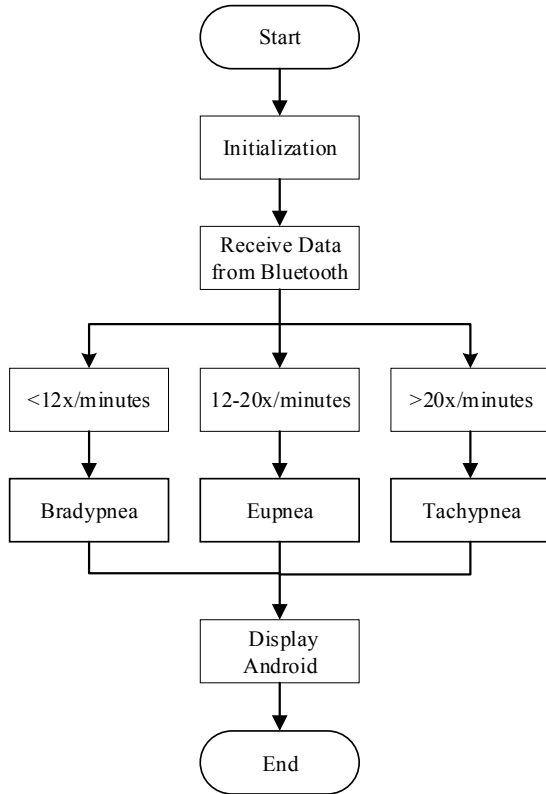 Start
Initialization
Receive Data
from Bluetooth
<12x/minutes
12-20x/minutes
>20x/minutes
Bradypnea
Eupnea
Tachypnea
Display
Android
End